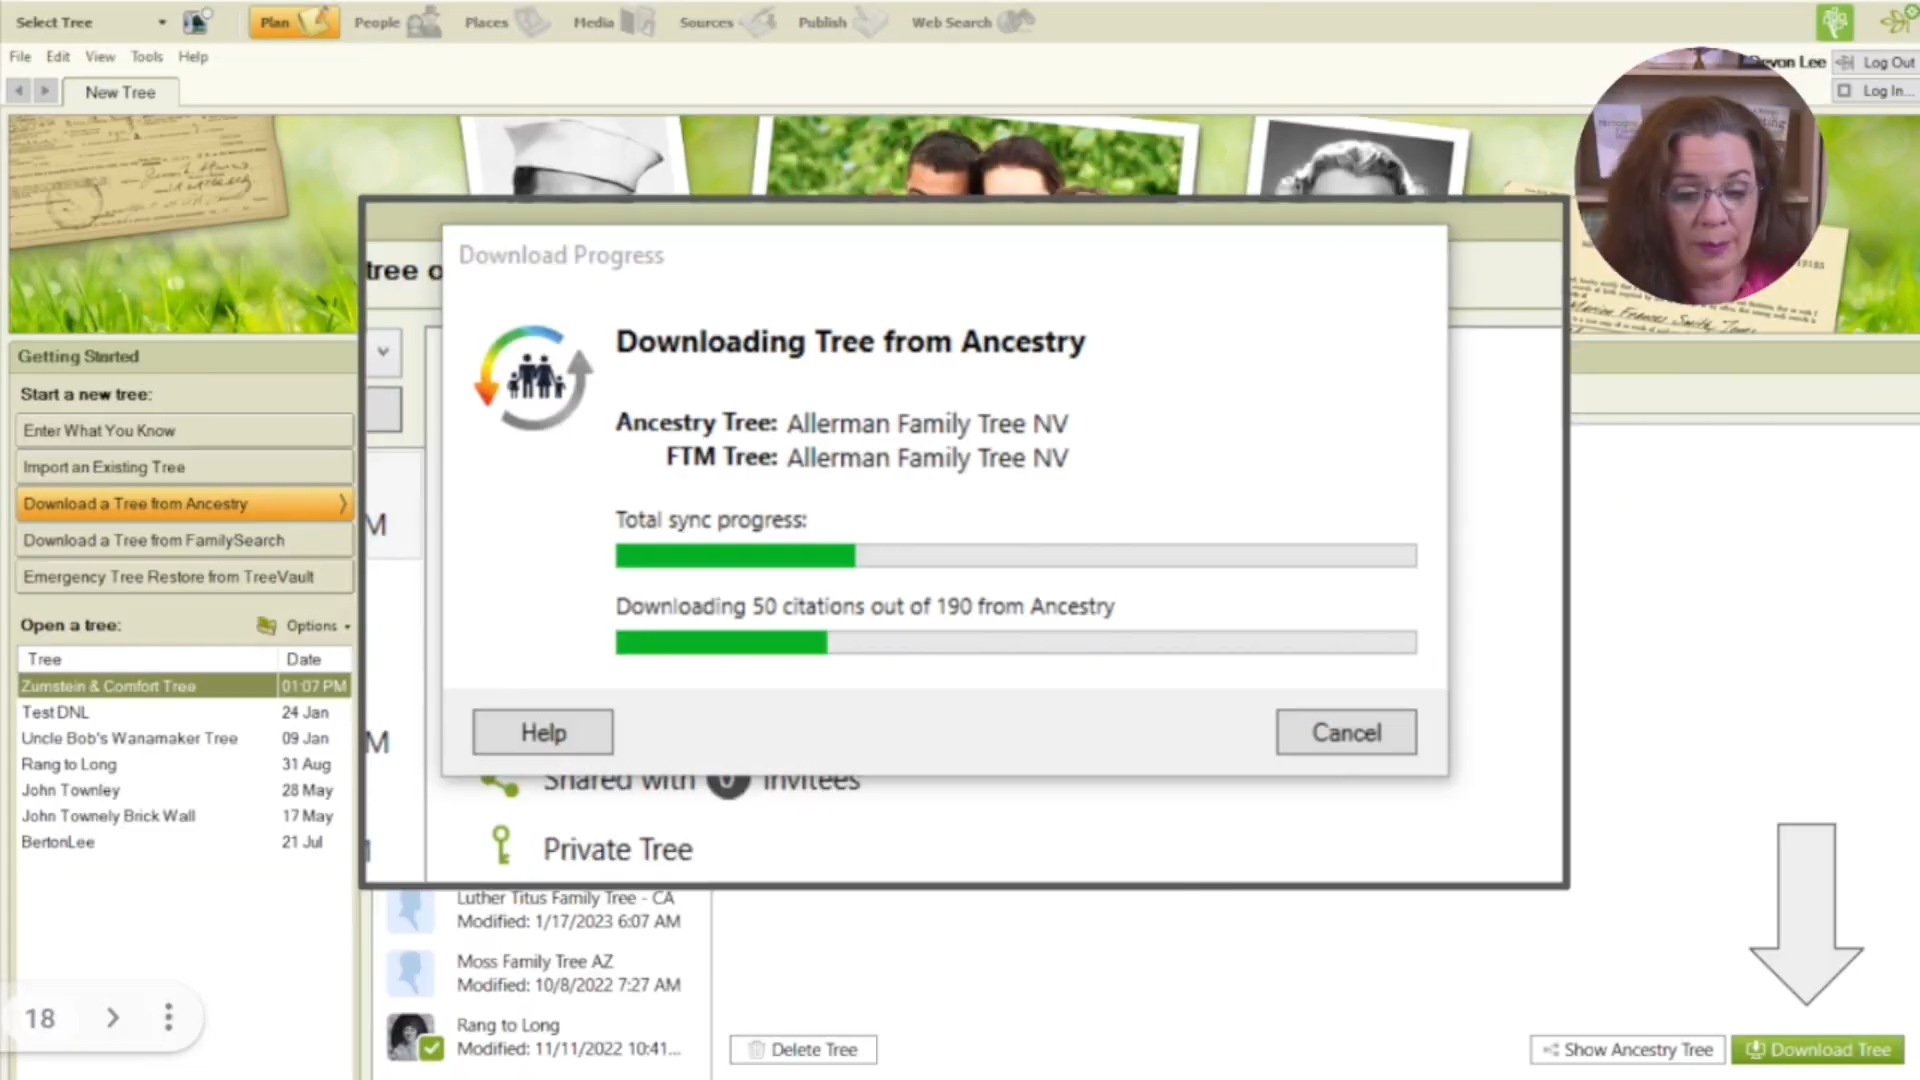 Select Tree
Plan
People
Places
Media
Sources
Publish
Web Search
File Edit View Tools Help
Devon Lee
Log Out
Log In...
New Tree
Download Progress
tree o
Downloading Tree from Ancestry
Ancestry Tree: Allerman Family Tree NV
FTM Tree: Allerman Family Tree NV
Total sync progress:
Downloading 50 citations out of 190 from Ancestry
Help
Cancel
Shared with 0 invitees
Private Tree
M
M
Getting Started
Start a new tree:
Enter What You Know
Import an Existing Tree
Download a Tree from Ancestry
Download a Tree from FamilySearch
Emergency Tree Restore from TreeVault
Open a tree:
Options
Tree Date
Zumstein & Comfort Tree 01:07 PM
Test DNL 24 Jan
Uncle Bob's Wanamaker Tree 09 Jan
Rang to Long 31 Aug
John Townley 28 May
John Townely Brick Wall 17 May
BertonLee 21 Jul
Luther Titus Family Tree - CA
Modified: 1/17/2023 6:07 AM
Moss Family Tree AZ
Modified: 10/8/2022 7:27 AM
Rang to Long
Modified: 11/11/2022 10:41...
18
Delete Tree
Show Ancestry Tree
Download Tree